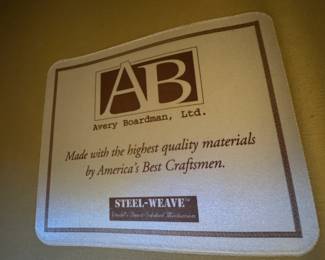 AB
Avery Boardman, Ltd.
Made with the highest quality materials
by America's Best Craftsmen.
STEEL-WEAVE™